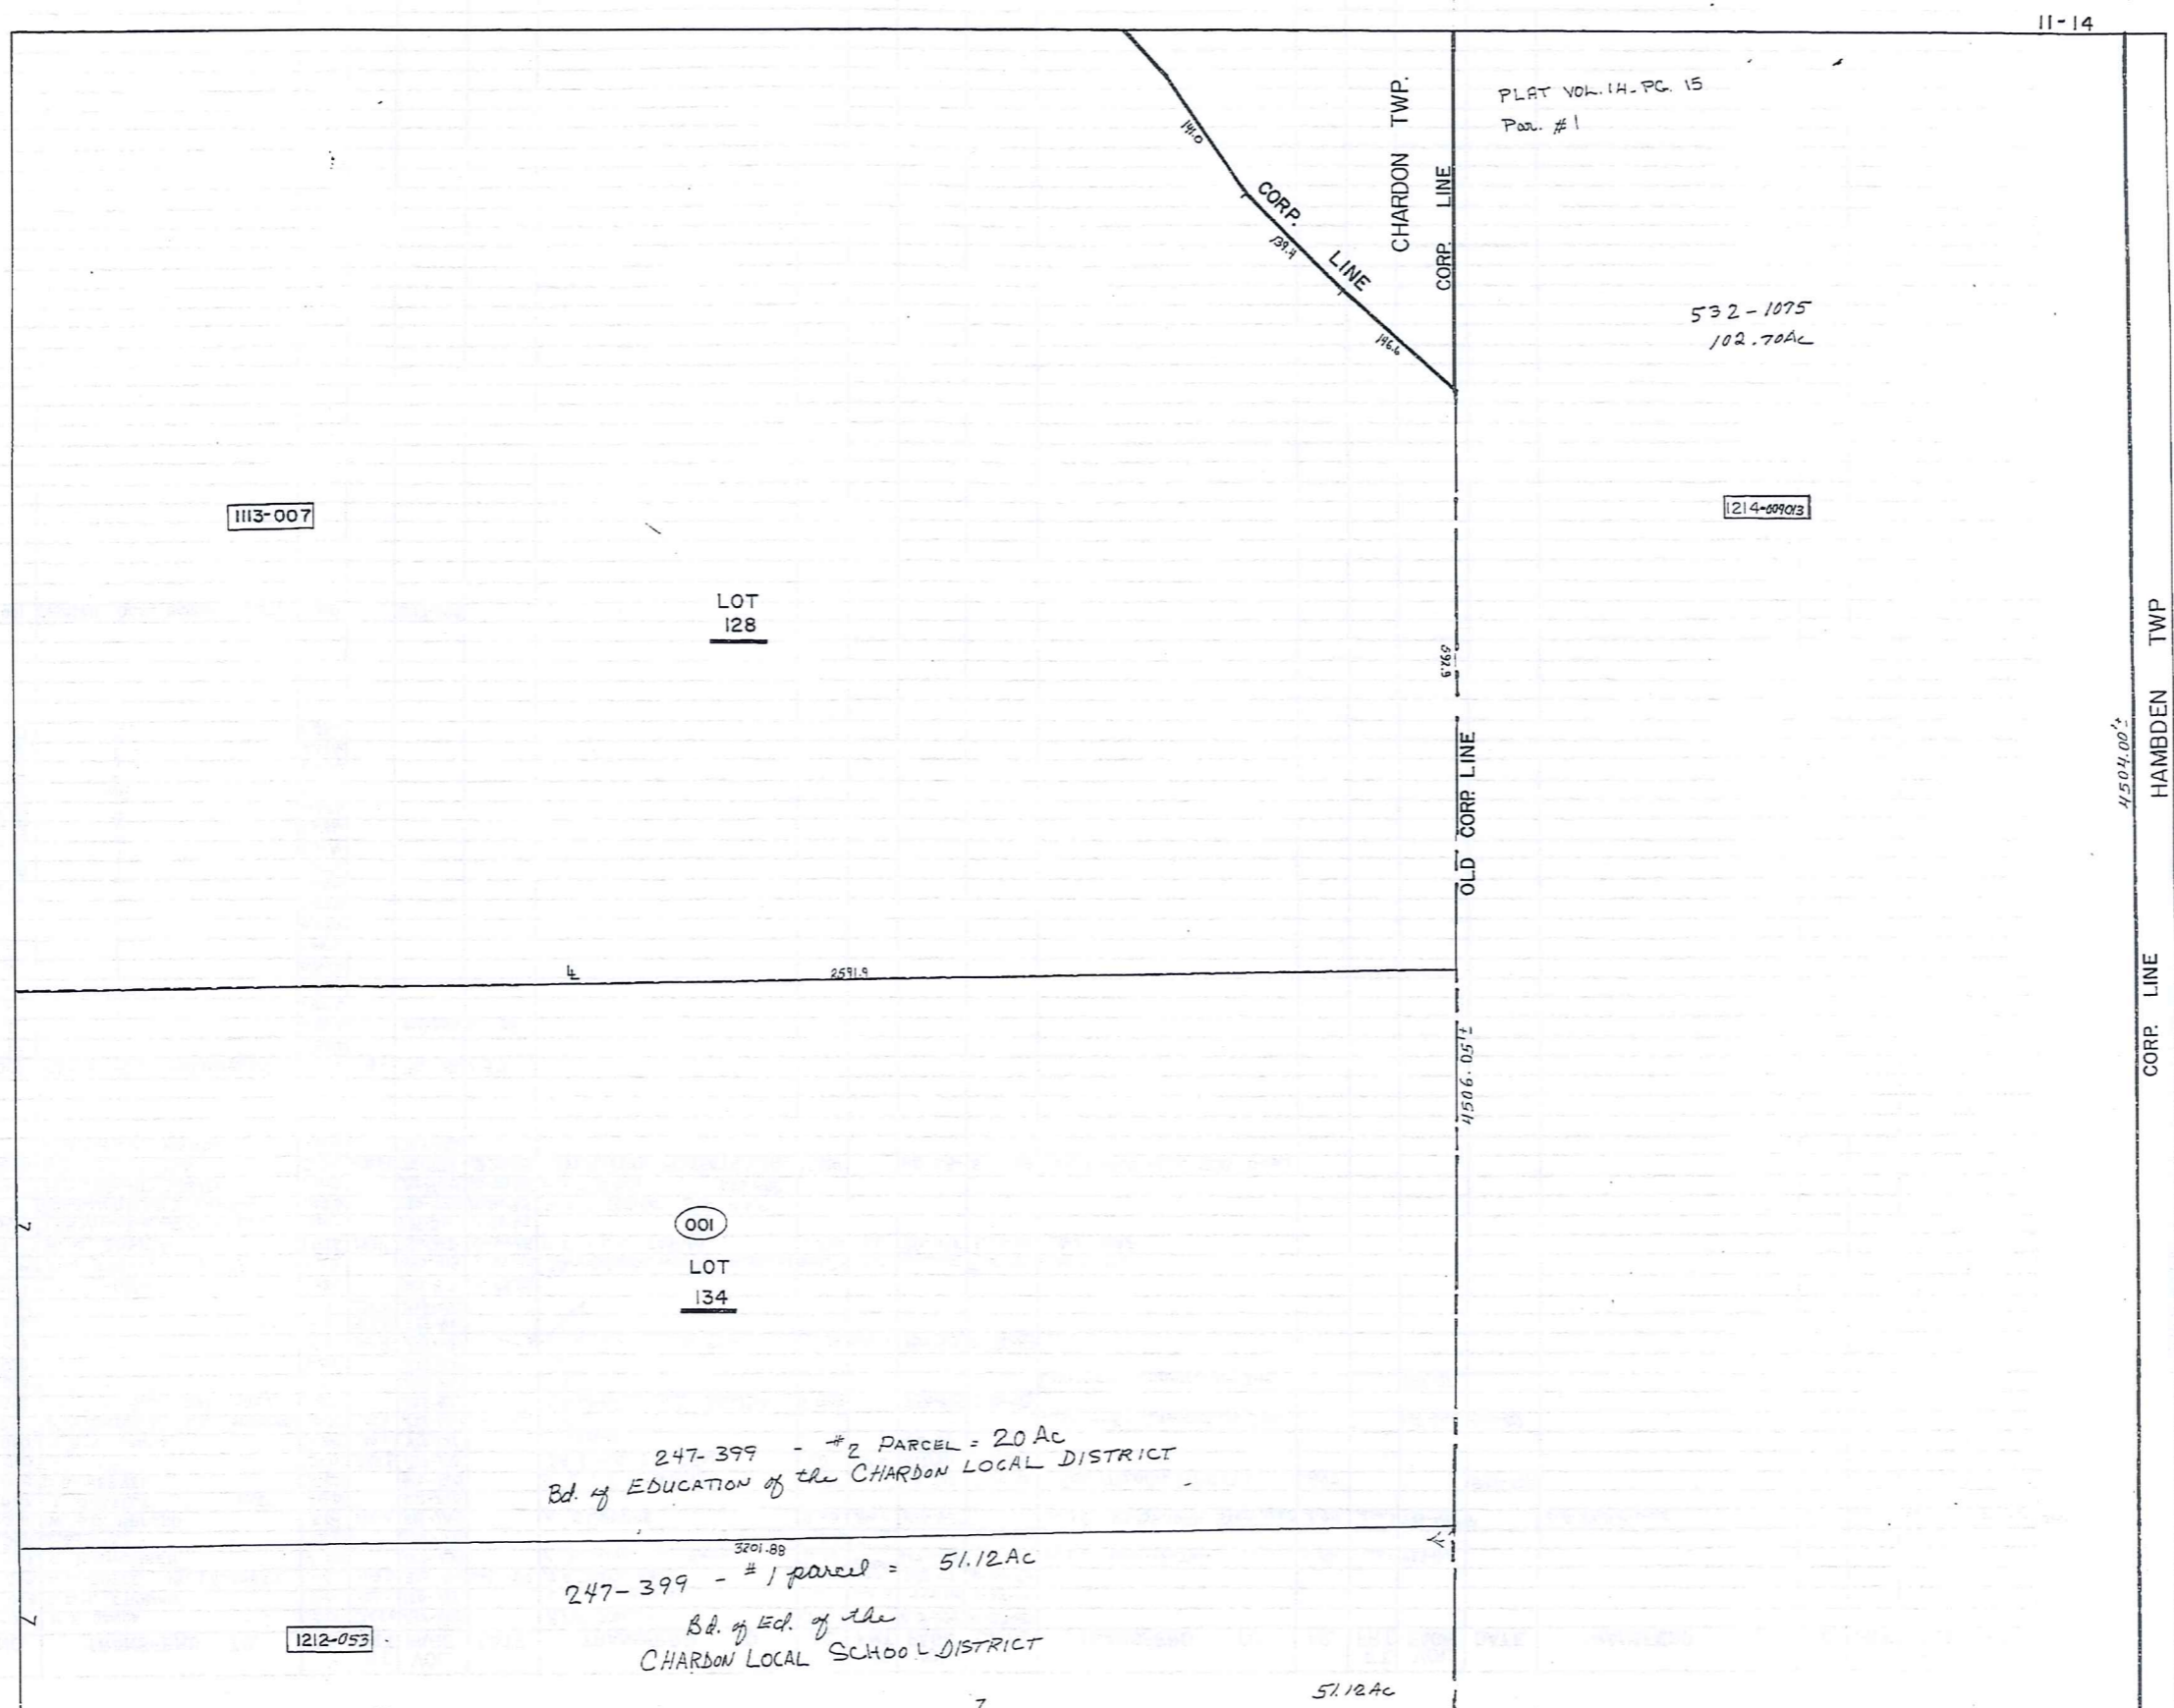 11-14
PLAT VOL. 14-PG. 15
Par. #1
CHARDON TWP.
CORP. LINE
141.0
CORP. LINE
139.4
146.6
532-1075
102.70Ac
1113-007
LOT
128
592.9
OLD CORP. LINE
4504.00'±
HAMBDEN TWP
CORP. LINE
2591.9
4506.05'±
001
LOT
134
247-399 - #2 PARCEL = 20 Ac
Bd. of EDUCATION of the CHARDON LOCAL DISTRICT
3201.88
247-399 - #1 parcel = 51.12Ac
Bd. of Ed. of the
CHARDON LOCAL SCHOOL DISTRICT
1212-053
51.12Ac